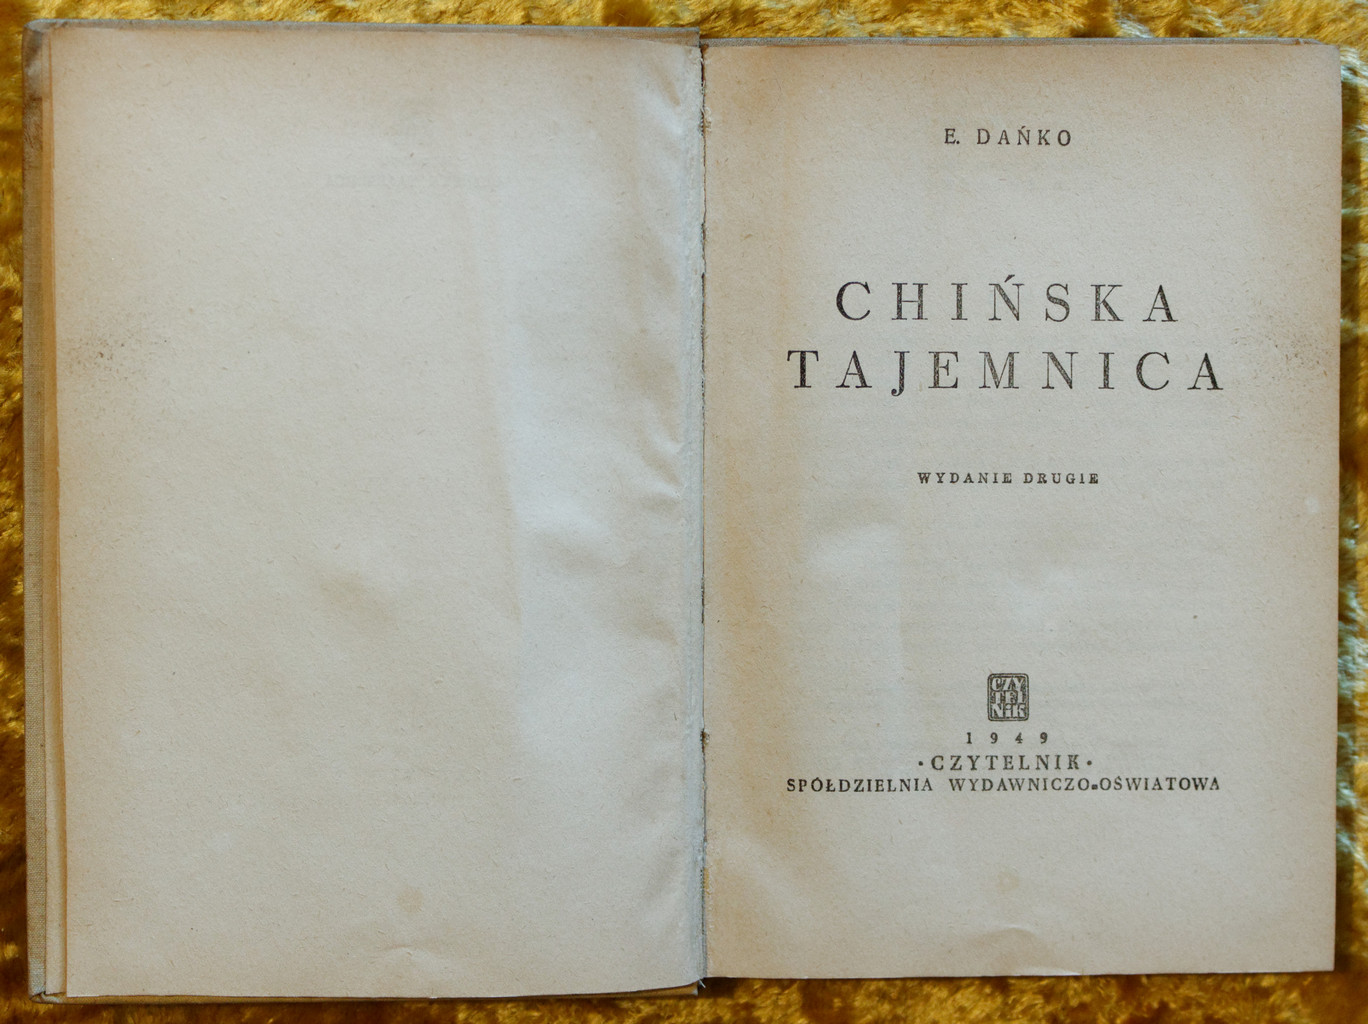 E. DAŃKO
CHIŃSKA
TAJEMNICA
WYDANIE DRUGIE
CZY
TEL
NIK
1949
·CZYTELNIK·
SPÓŁDZIELNIA WYDAWNICZO-OŚWIATOWA